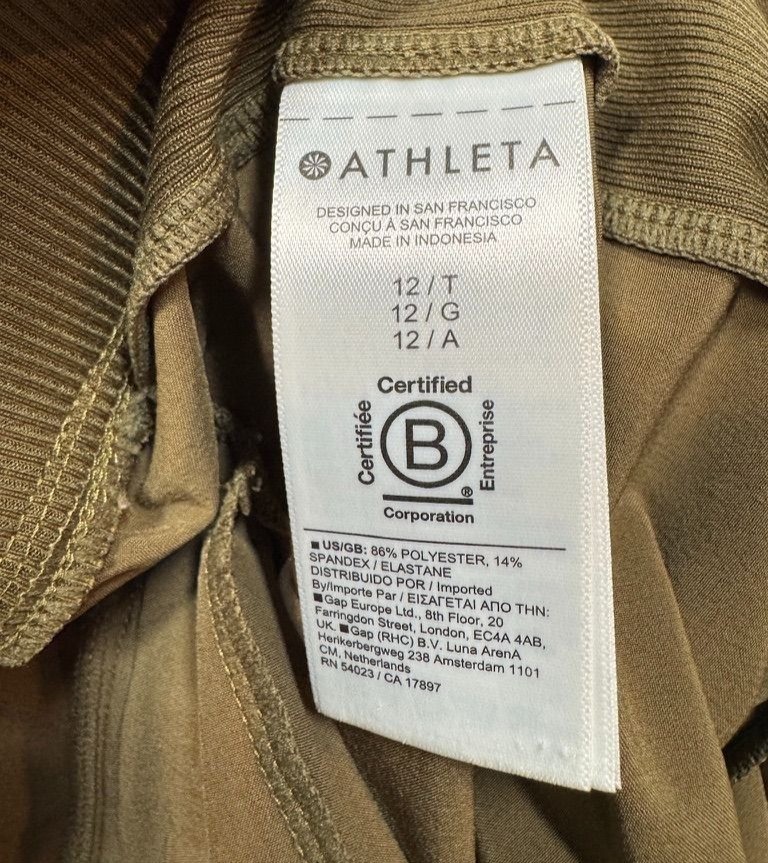 ATHLETA
DESIGNED IN SAN FRANCISCO
CONÇU À SAN FRANCISCO
MADE IN INDONESIA
12 / T
12 / G
12 / A
Certified
Certifiée
B
Entreprise
®
Corporation
■ US/GB: 86% POLYESTER, 14%
SPANDEX / ELASTANE
DISTRIBUIDO POR / Imported
By/Importe Par / ΕΙΣΑΓΕΤΑΙ ΑΠΟ ΤΗΝ:
■Gap Europe Ltd., 8th Floor, 20
Farringdon Street, London, EC4A 4AB,
UK. ■Gap (RHC) B.V. Luna ArenA
Herikerbergweg 238 Amsterdam 1101
CM, Netherlands
RN 54023 / CA 17897